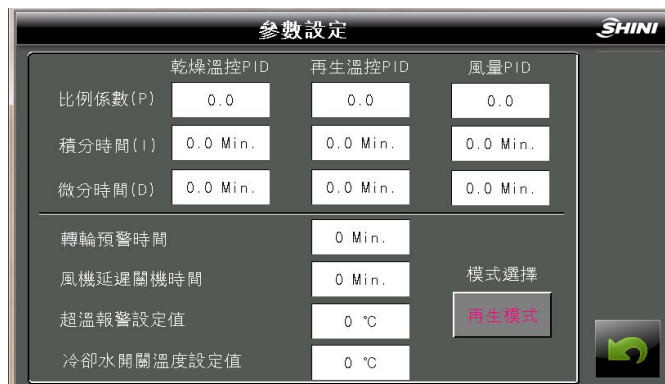 參數設定
SHINI
乾燥溫控PID 再生溫控PID 風量PID
比例係數(P) 0.0 0.0 0.0
積分時間(I) 0.0 Min. 0.0 Min. 0.0 Min.
微分時間(D) 0.0 Min. 0.0 Min. 0.0 Min.
轉輪預警時間 0 Min.
風機延遲關機時間 0 Min.
模式選擇
超溫報警設定值 0 ℃
再生模式
冷卻水開關溫度設定值 0 ℃